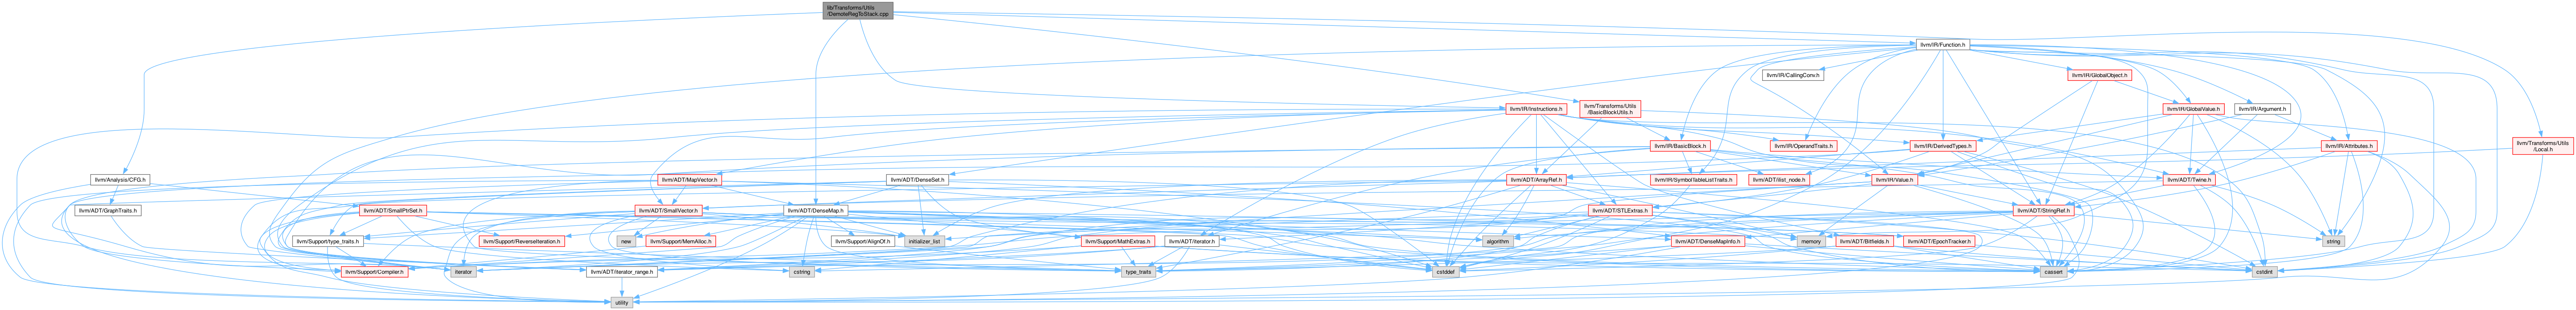 lib/Transforms/Utils
/DemoteRegToStack.cpp
llvm/IR/Function.h
llvm/IR/CallingConv.h
llvm/IR/GlobalObject.h
llvm/IR/Instructions.h
llvm/Transforms/Utils
/BasicBlockUtils.h
llvm/IR/GlobalValue.h
llvm/IR/Argument.h
llvm/IR/BasicBlock.h
llvm/IR/OperandTraits.h
llvm/IR/DerivedTypes.h
llvm/IR/Attributes.h
llvm/Transforms/Utils
/Local.h
llvm/Analysis/CFG.h
llvm/ADT/MapVector.h
llvm/ADT/DenseSet.h
llvm/ADT/ArrayRef.h
llvm/IR/SymbolTableListTraits.h
llvm/ADT/ilist_node.h
llvm/IR/Value.h
llvm/ADT/Twine.h
llvm/ADT/GraphTraits.h
llvm/ADT/SmallPtrSet.h
llvm/ADT/SmallVector.h
llvm/ADT/DenseMap.h
llvm/ADT/STLExtras.h
llvm/ADT/StringRef.h
llvm/Support/type_traits.h
llvm/Support/ReverseIteration.h
new
llvm/Support/MemAlloc.h
llvm/Support/AlignOf.h
initializer_list
llvm/Support/MathExtras.h
llvm/ADT/iterator.h
algorithm
llvm/ADT/DenseMapInfo.h
memory
llvm/ADT/Bitfields.h
llvm/ADT/EpochTracker.h
string
llvm/Support/Compiler.h
iterator
llvm/ADT/iterator_range.h
cstring
type_traits
cstddef
cassert
cstdint
utility